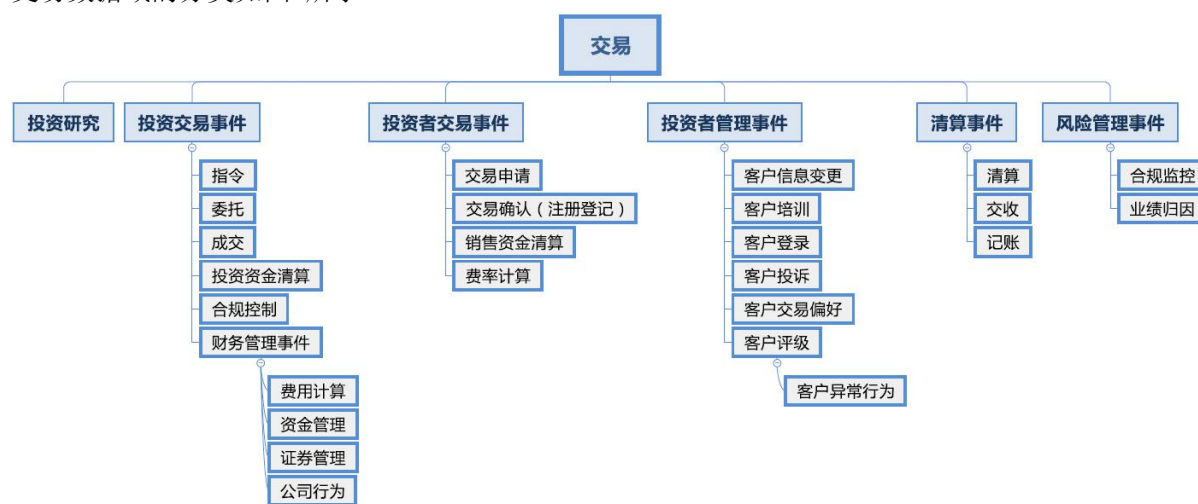 交易
投资研究
投资交易事件
投资者交易事件
投资者管理事件
清算事件
风险管理事件
指令
委托
成交
投资资金清算
合规控制
财务管理事件
费用计算
资金管理
证券管理
公司行为
交易申请
交易确认（注册登记）
销售资金清算
费率计算
客户信息变更
客户培训
客户登录
客户投诉
客户交易偏好
客户评级
客户异常行为
清算
交收
记账
合规监控
业绩归因